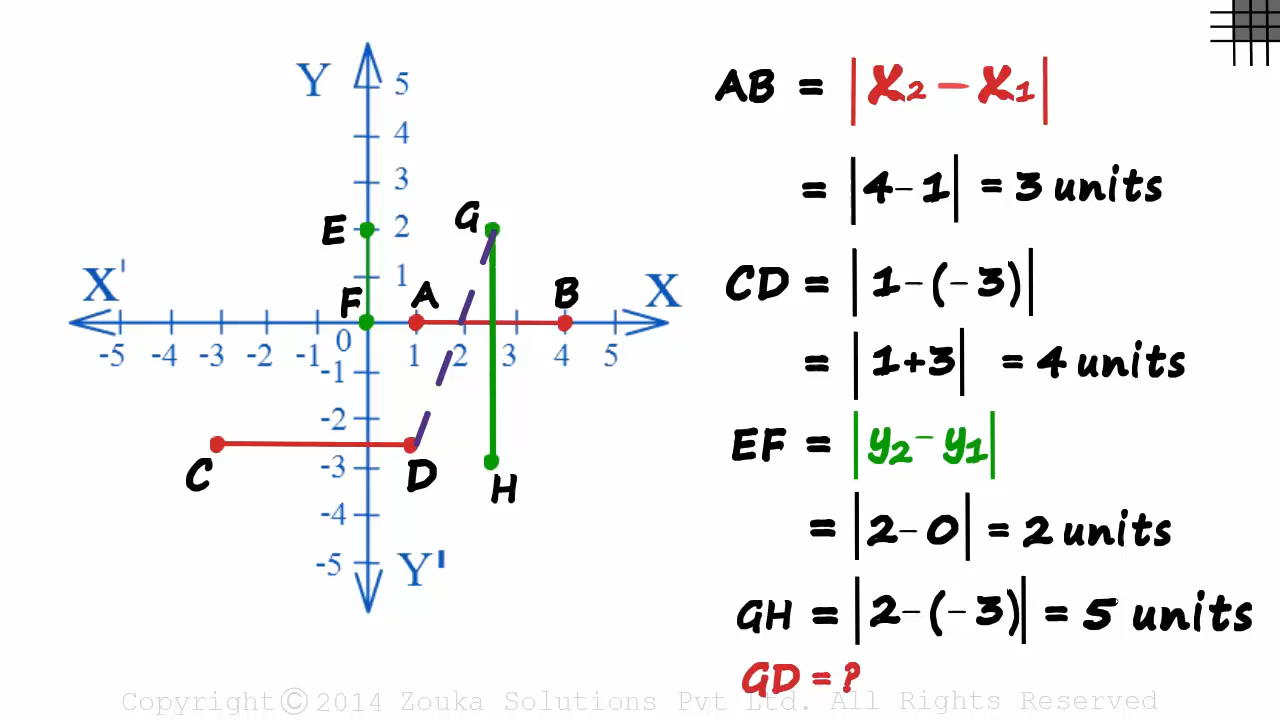 Y
5
4
3
2
1
E
G
F
A
B
X'
X
-5 -4 -3 -2 -1 0 1 2 3 4 5
-1
-2
-3
-4
-5
C
D
H
Y'
AB = |x₂ - x₁|
= |4 - 1| = 3 units
CD = |1 - (-3)|
= |1+3| = 4 units
EF = |y₂ - y₁|
= |2 - 0| = 2 units
GH = |2 - (-3)| = 5 units
GD = ?
Copyright©2014 Zouka Solutions Pvt Ltd. All Rights Reserved